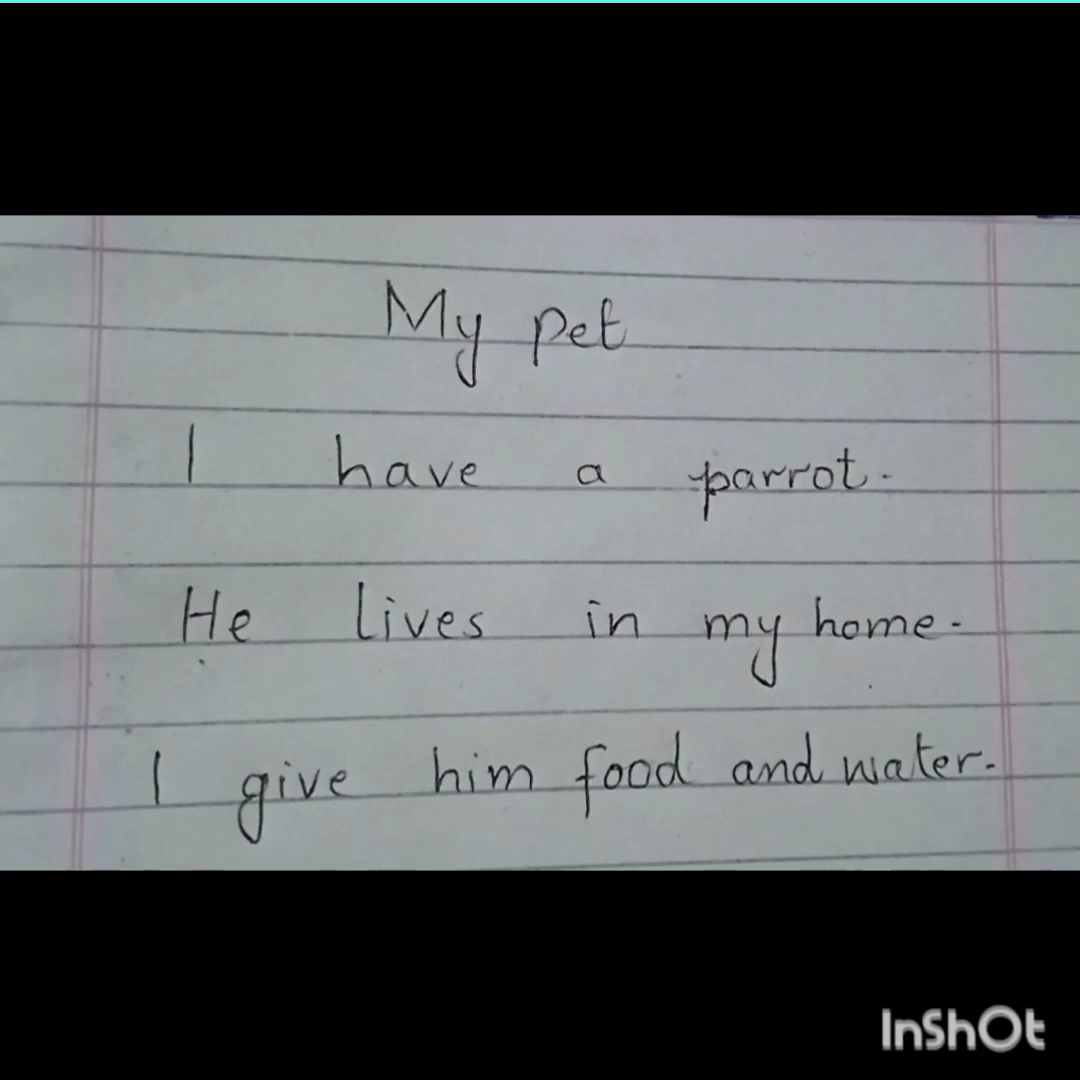 My pet
I have a parrot.
He lives in my home.
I give him food and water.
InShOt